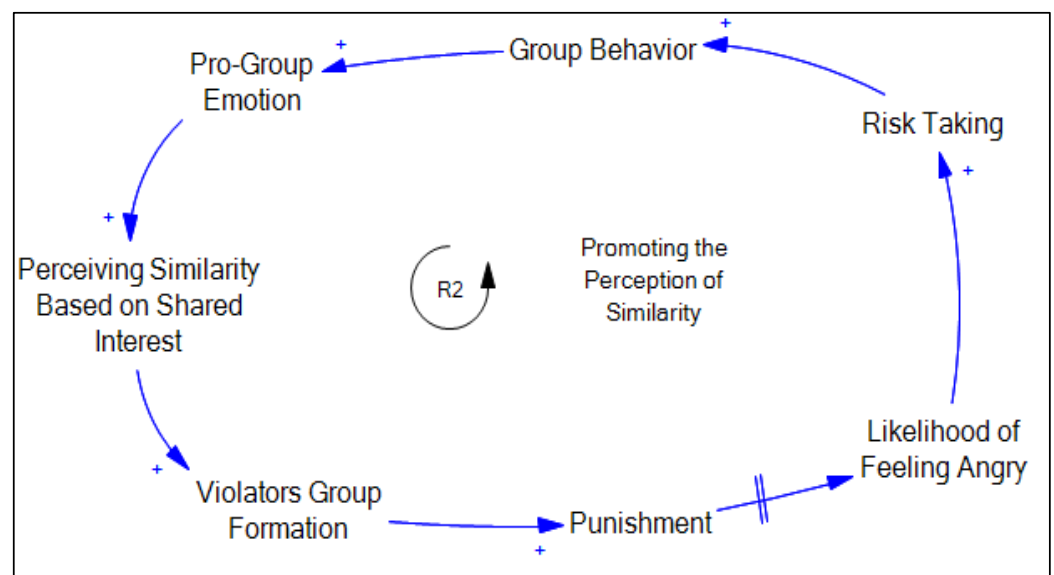 +
Group Behavior
+
Pro-Group
Emotion
Risk Taking
+
+
Perceiving Similarity
Based on Shared
Interest
R2
Promoting the
Perception of
Similarity
Likelihood of
Feeling Angry
+
Violators Group
Formation
Punishment
+